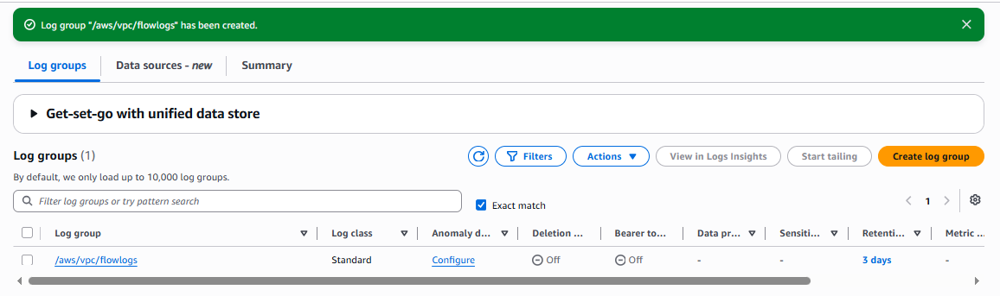 Log group "/aws/vpc/flowlogs" has been created.
Log groups Data sources - new Summary
Get-set-go with unified data store
Log groups (1) Filters Actions View in Logs Insights Start tailing Create log group
By default, we only load up to 10,000 log groups.
Filter log groups or try pattern search Exact match 1
Log group Log class Anomaly d... Deletion ... Bearer to... Data pr... Sensiti... Retenti... Metric ...
/aws/vpc/flowlogs Standard Configure Off Off - - 3 days -